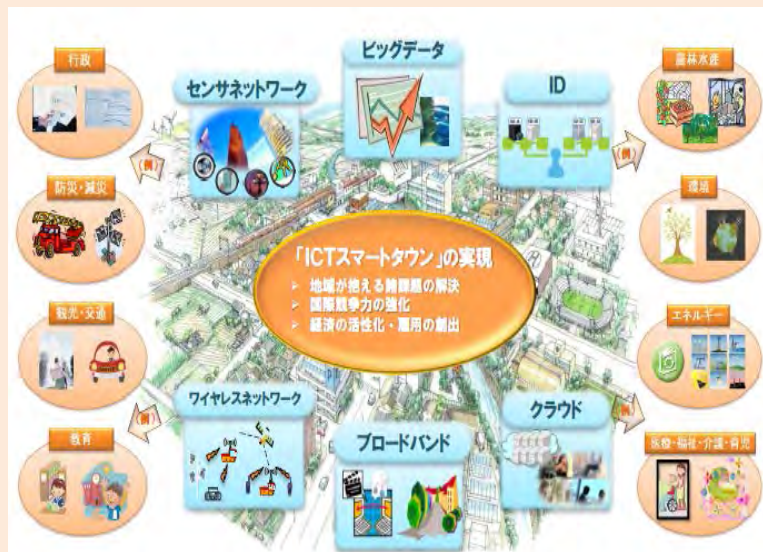 行政
防災・減災
観光・交通
教育
センサネットワーク
ビッグデータ
ID
(例)
(例)
「ICTスマートタウン」の実現
➢ 地域が抱える諸課題の解決
➢ 国際競争力の強化
➢ 経済の活性化・雇用の創出
(例)
(例)
ワイヤレスネットワーク
ブロードバンド
クラウド
農林水産
環境
エネルギー
医療・福祉・介護・育児